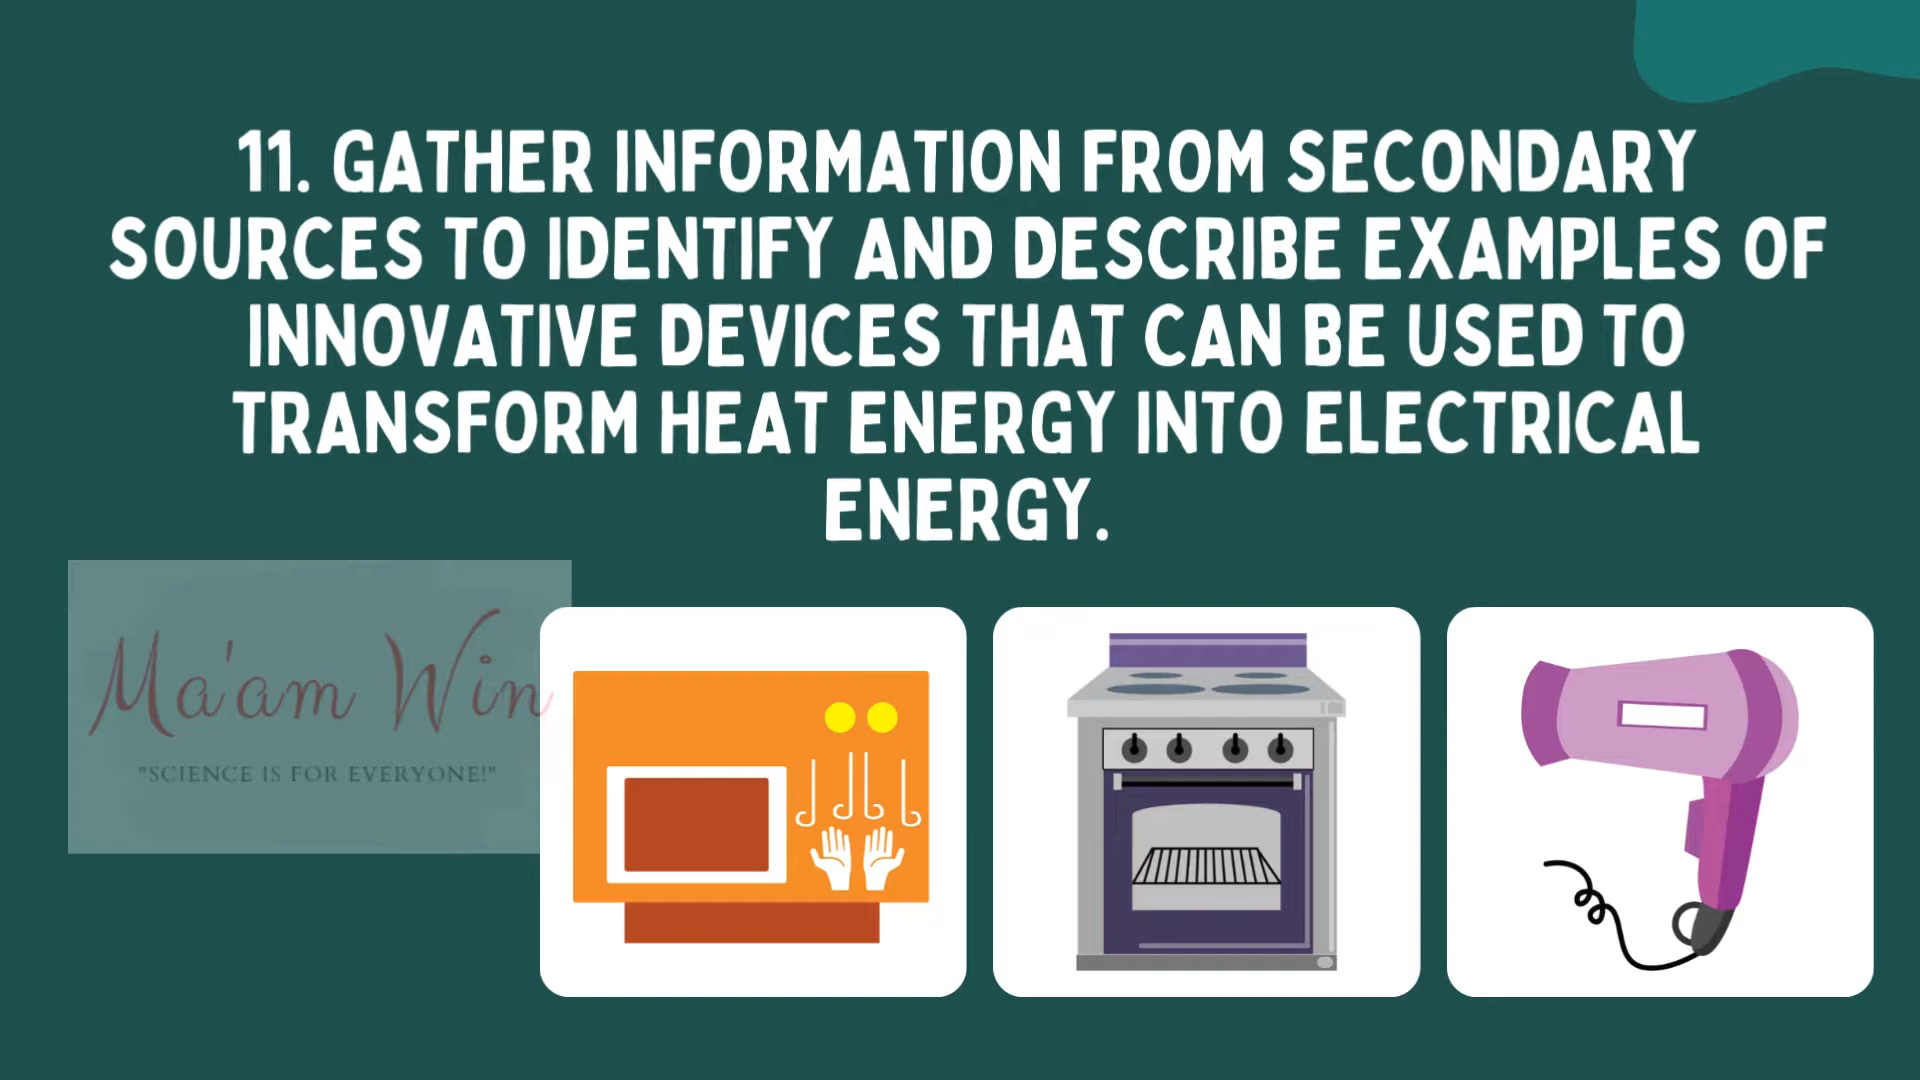 11. GATHER INFORMATION FROM SECONDARY
SOURCES TO IDENTIFY AND DESCRIBE EXAMPLES OF
INNOVATIVE DEVICES THAT CAN BE USED TO
TRANSFORM HEAT ENERGY INTO ELECTRICAL
ENERGY.
Ma'am Win
"SCIENCE IS FOR EVERYONE!"